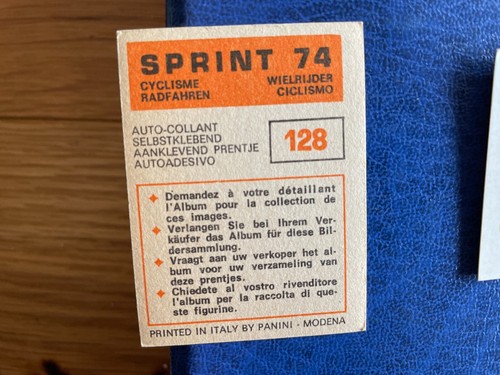 SPRINT 74
CYCLISME WIELRIJDER
RADFAHREN CICLISMO
AUTO-COLLANT
SELBSTKLEBEND
AANKLEVEND PRENTJE
AUTOADESIVO
128
Demandez à votre détaillant
l'Album pour la collection de
ces images.
Verlangen Sie bei Ihrem Ver-
käufer das Album für diese Bil-
dersammlung.
Vraagt aan uw verkoper het al-
bum voor uw verzameling van
deze prentjes.
Chiedete al vostro rivenditore
l'album per la raccolta di que-
ste figurine.
PRINTED IN ITALY BY PANINI - MODENA